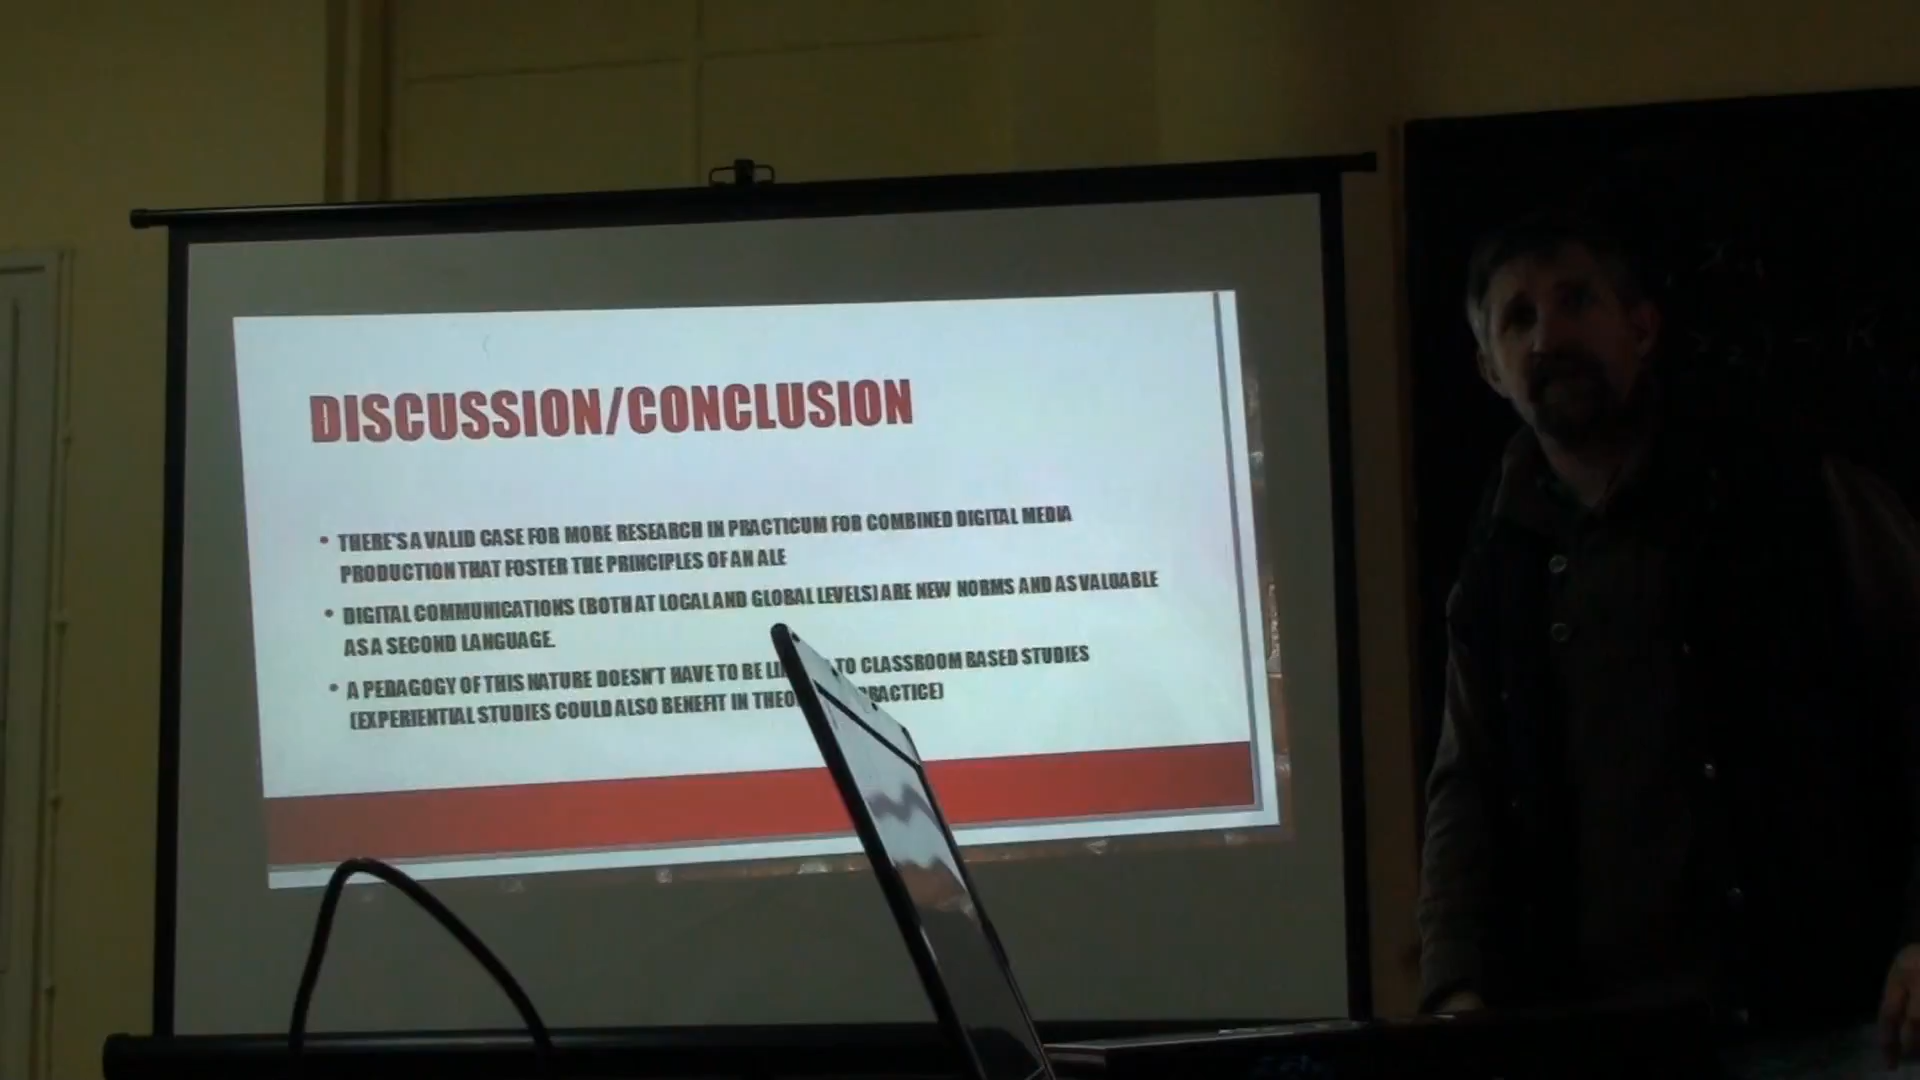 DISCUSSION/CONCLUSION
• THERE'S A VALID CASE FOR MORE RESEARCH IN PRACTICUM FOR COMBINED DIGITAL MEDIA
PRODUCTION THAT FOSTER THE PRINCIPLES OF AN ALE
• DIGITAL COMMUNICATIONS (BOTH AT LOCAL AND GLOBAL LEVELS) ARE NEW NORMS AND AS VALUABLE
AS A SECOND LANGUAGE.
• A PEDAGOGY OF THIS NATURE DOESN'T HAVE TO BE TO CLASSROOM BASED STUDIES
(EXPERIENTIAL STUDIES COULD ALSO BENEFIT IN PRACTICE)